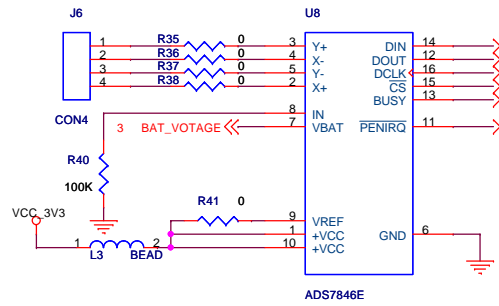 J6
U8
R35 0
1 3 Y+ DIN 14
R36 0
2 4 X- DOUT 12
R37 0
3 5 Y- DCLK 16
R38 0
4 2 X+ CS 15
BUSY 13
8 IN
CON4
3 BAT_VOTAGE 7 VBAT PENIRQ 11
R40
100K
R41 0
VCC_3V3
9 VREF
1 +VCC GND 6
1 2 10 +VCC
L3 BEAD
ADS7846E